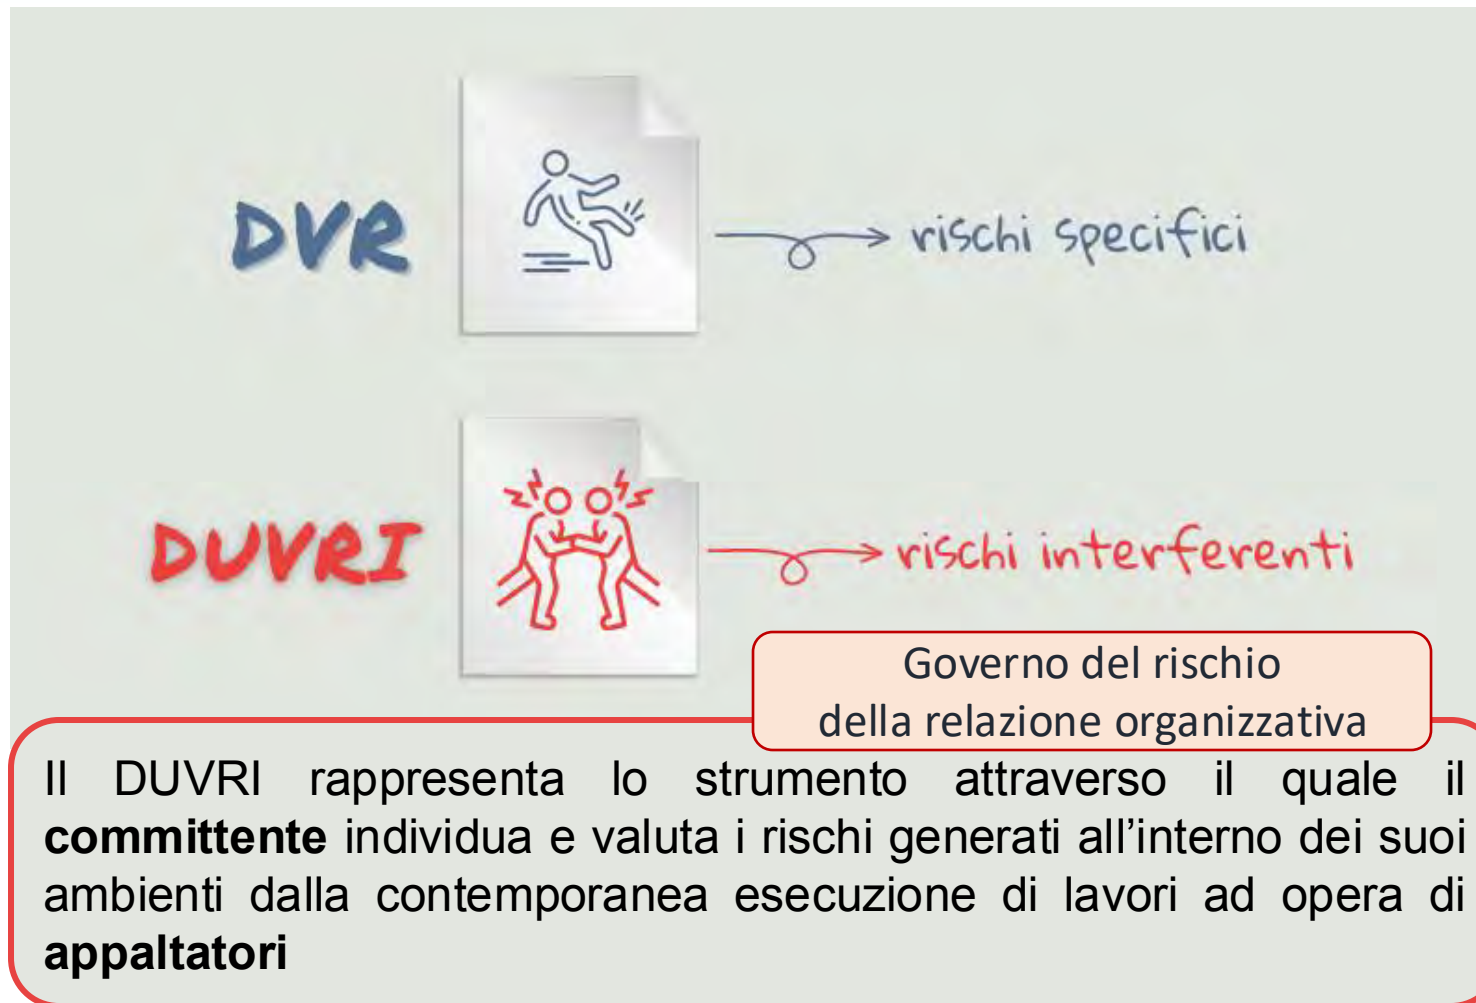 DVR
rischi specifici
DUVRI
rischi interferenti
Governo del rischio
della relazione organizzativa
Il DUVRI rappresenta lo strumento attraverso il quale il
committente individua e valuta i rischi generati all’interno dei suoi
ambienti dalla contemporanea esecuzione di lavori ad opera di
appaltatori